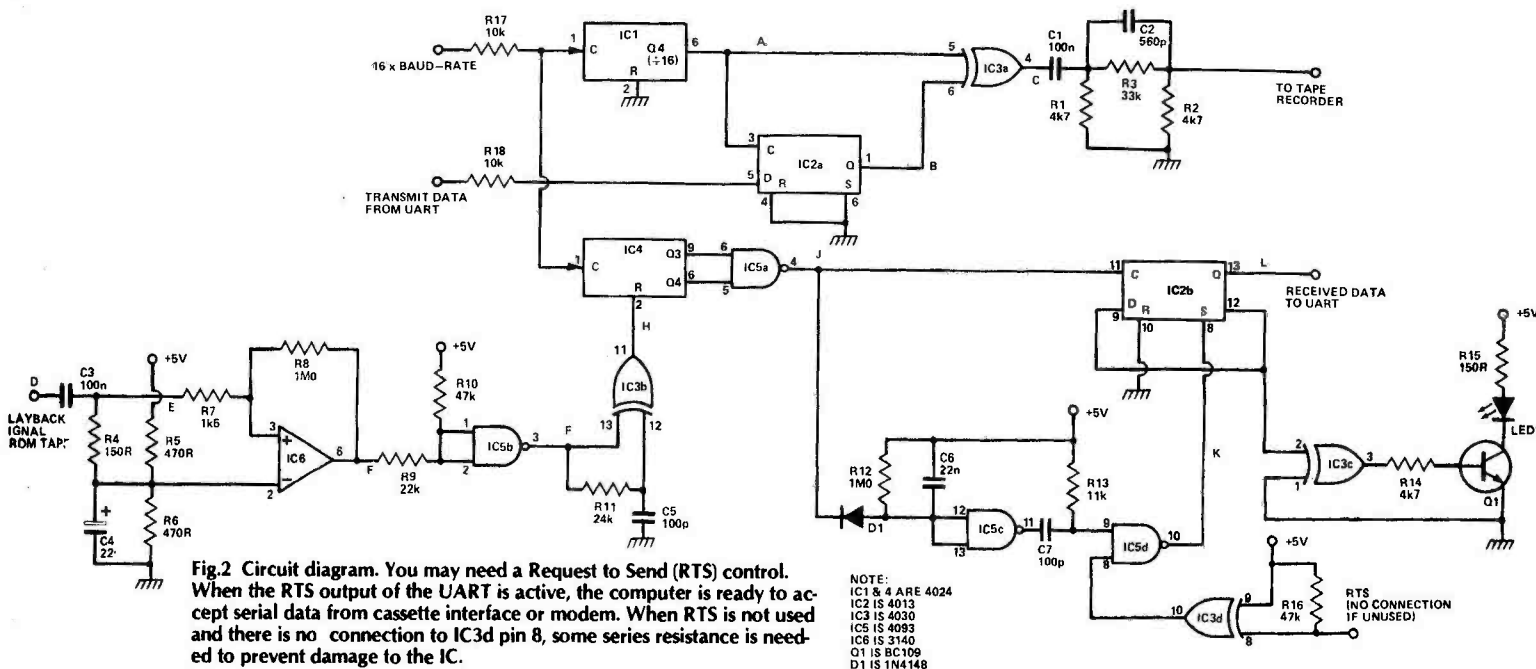 R17
10k
16 x BAUD-RATE
1
C
IC1
Q4
(÷16)
R
2
6
A.
5
6
IC3a
4
C
C1
100n
C2
560p
R3
33k
R1
4k7
R2
4k7
TO TAPE
RECORDER
R18
10k
TRANSMIT DATA
FROM UART
3
C
IC2a
Q
1
B
5
D
R
S
4
6
1
C
IC4
Q3
Q4
R
2
9
6
6
5
IC5a
4
J
H
11
IC3b
13
12
11
C
Q
13
L
IC2b
D
9
R
10
S
8
12
RECEIVED DATA
TO UART
D
C3
100n
LAYBACK
IGNAL
ROM TAPE
E
R4
150R
+5V
R5
470R
R6
470R
C4
22
+
R7
1k6
R8
1M0
3
+
IC6
−
2
6
F
R9
22k
+5V
R10
47k
1
2
IC5b
3
F
R11
24k
C5
100p
D1
R12
1M0
C6
22n
+5V
R13
11k
12
13
IC5c
11
C7
100p
9
8
IC5d
10
K
2
1
IC3c
3
R14
4k7
+5V
R15
150R
LED
Q1
+5V
9
8
IC3d
10
R16
47k
RTS
(NO CONNECTION
IF UNUSED)
Fig.2 Circuit diagram. You may need a Request to Send (RTS) control.
When the RTS output of the UART is active, the computer is ready to ac-
cept serial data from cassette interface or modem. When RTS is not used
and there is no connection to IC3d pin 8, some series resistance is need-
ed to prevent damage to the IC.
NOTE:
IC1 & 4 ARE 4024
IC2 IS 4013
IC3 IS 4030
IC5 IS 4093
IC6 IS 3140
Q1 IS BC109
D1 IS 1N4148